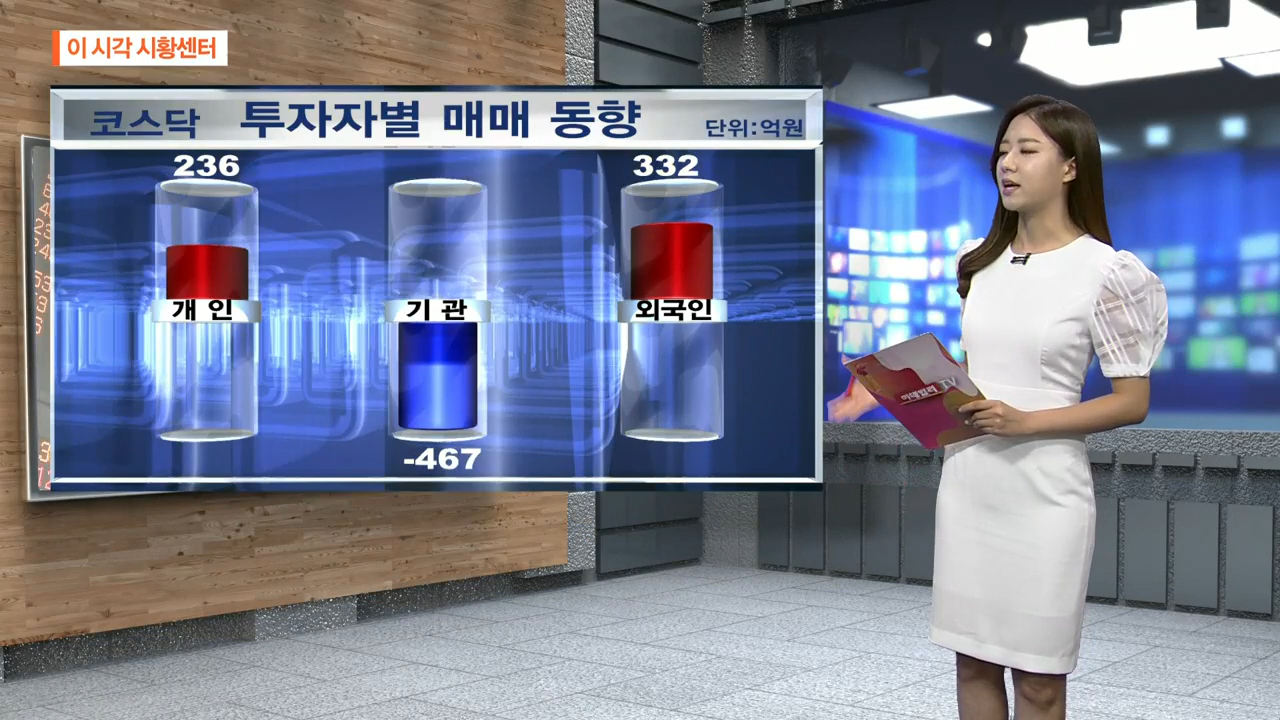 이 시각 시황센터
코스닥 투자자별 매매 동향 단위:억원
236 332
개인 기관 외국인
-467